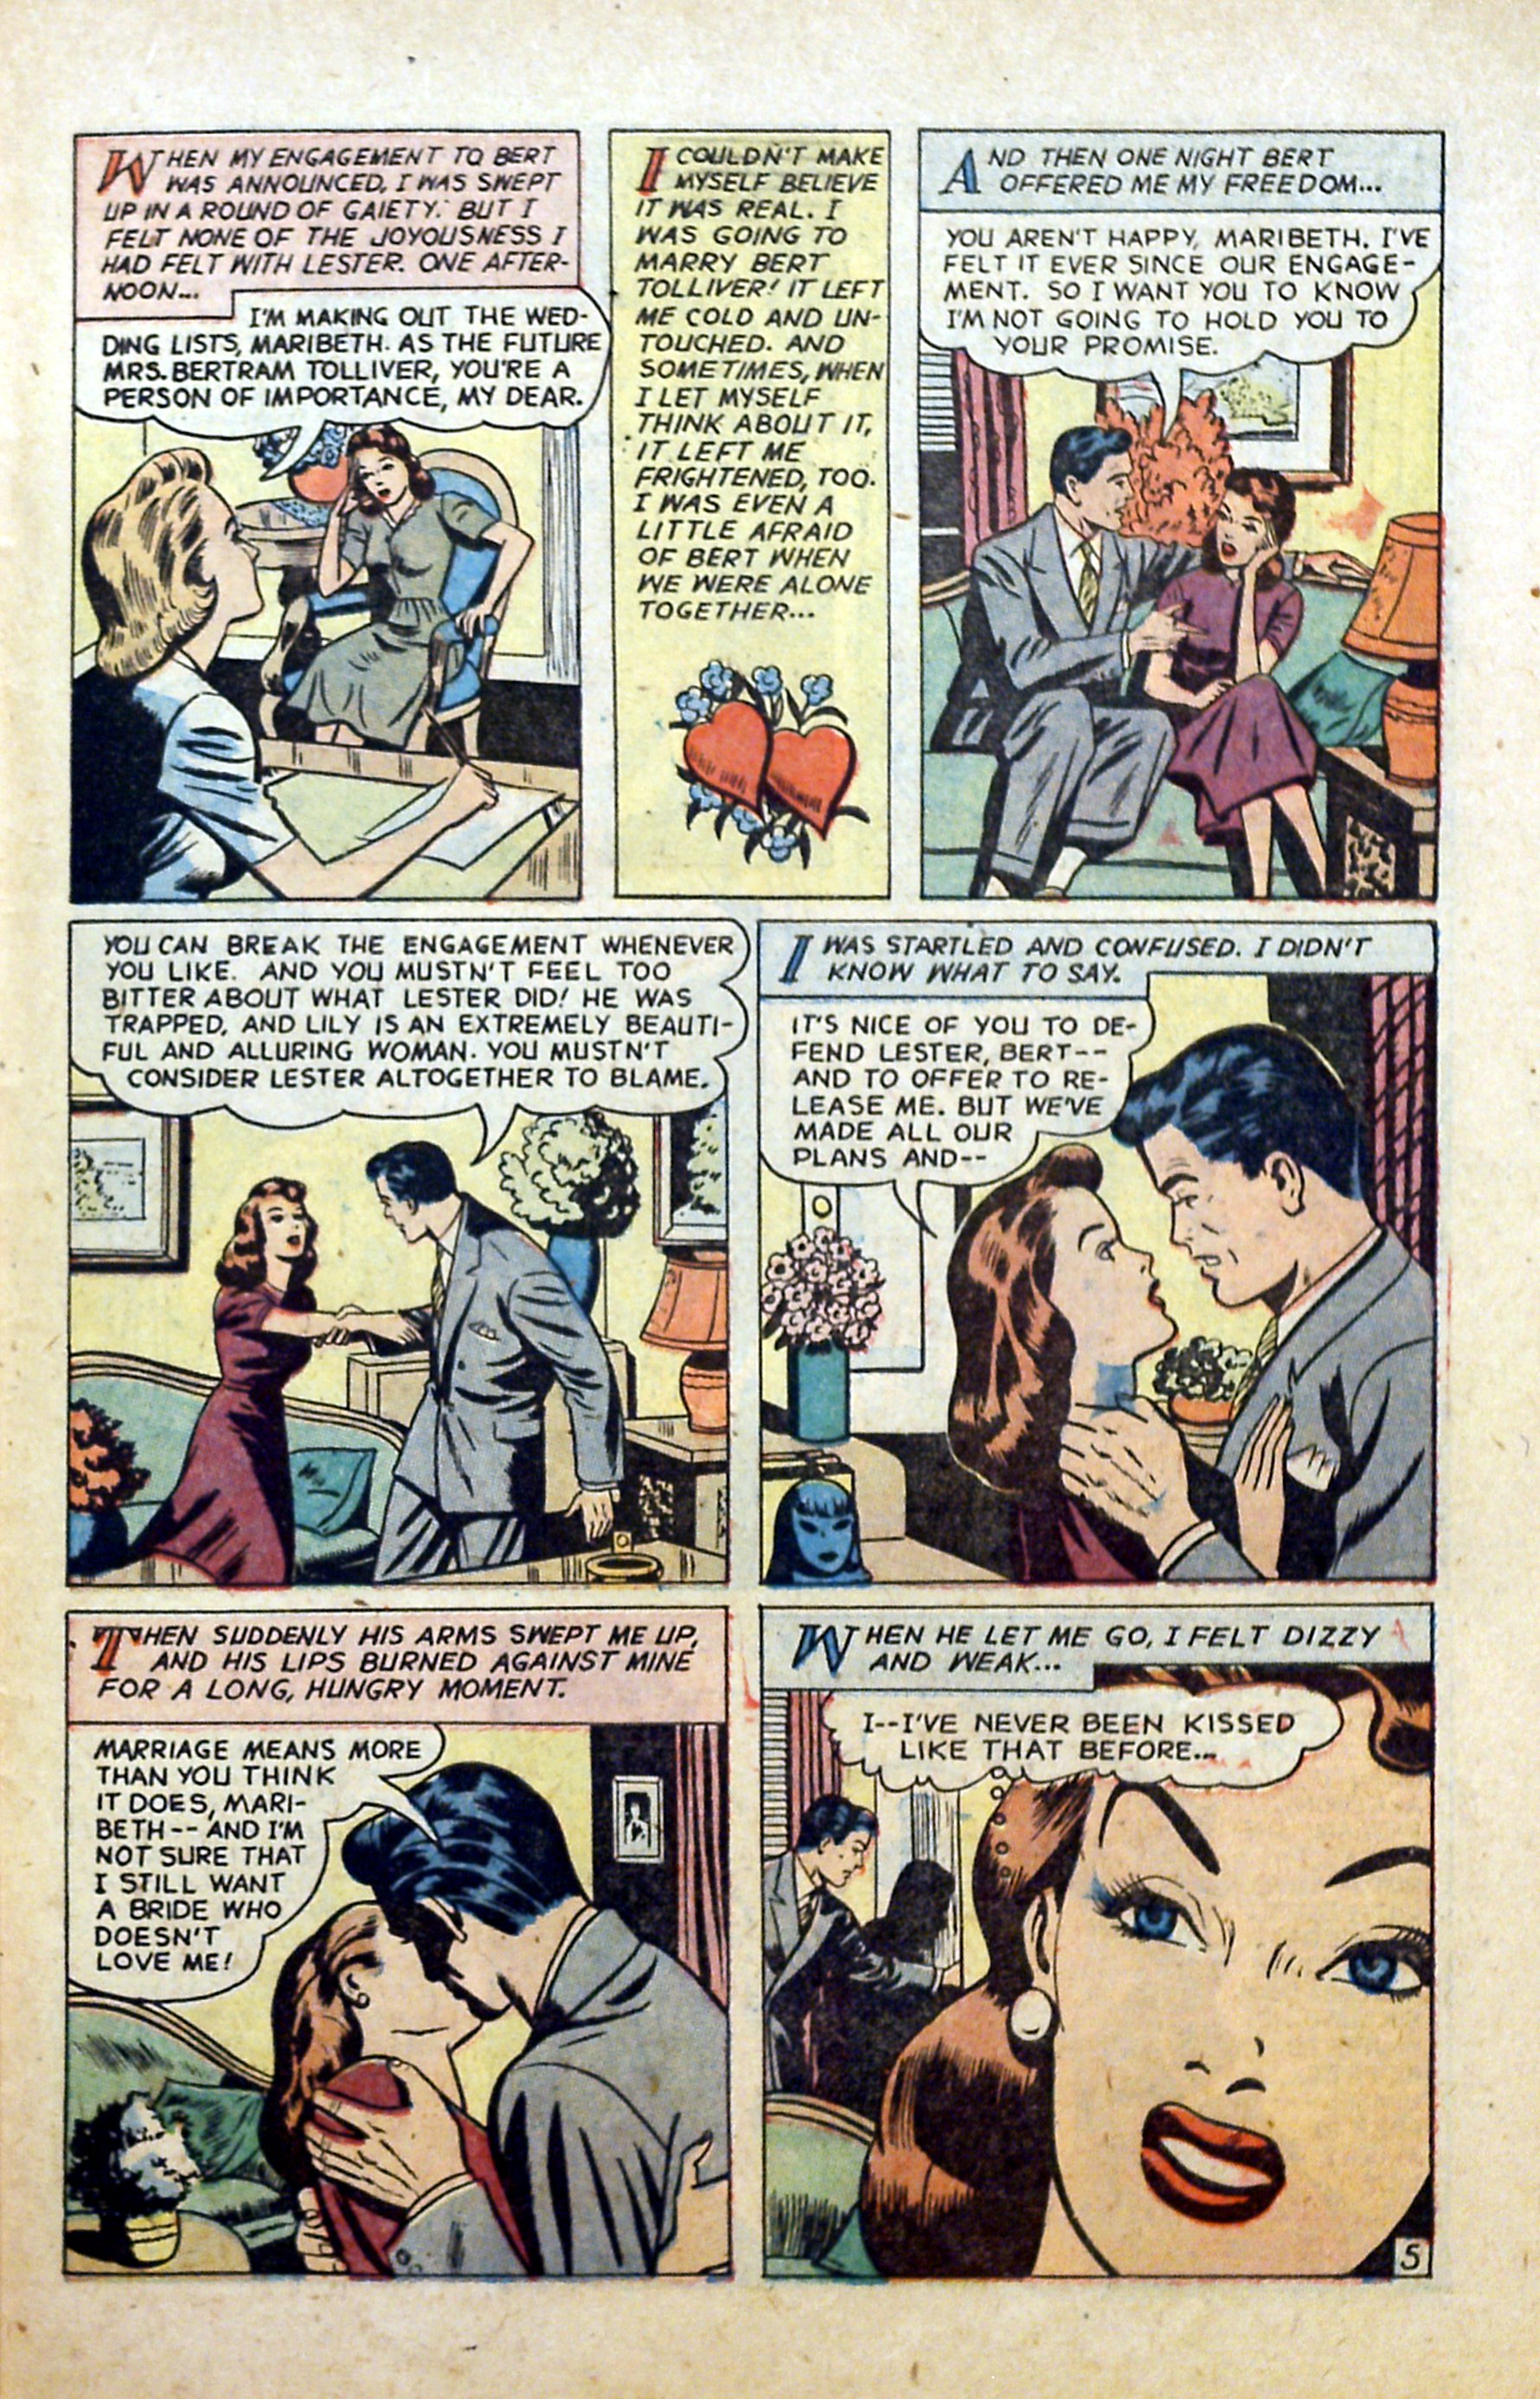 WHEN MY ENGAGEMENT TO BERT
WAS ANNOUNCED, I WAS SWEPT
UP IN A ROUND OF GAIETY. BUT I
FELT NONE OF THE JOYOUSNESS I
HAD FELT WITH LESTER. ONE AFTER-
NOON...
I'M MAKING OUT THE WED-
DING LISTS, MARIBETH. AS THE FUTURE
MRS. BERTRAM TOLLIVER, YOU'RE A
PERSON OF IMPORTANCE, MY DEAR.
I COULDN'T MAKE
MYSELF BELIEVE
IT WAS REAL. I
WAS GOING TO
MARRY BERT
TOLLIVER! IT LEFT
ME COLD AND UN-
TOUCHED. AND
SOMETIMES, WHEN
I LET MYSELF
THINK ABOUT IT,
IT LEFT ME
FRIGHTENED, TOO.
I WAS EVEN A
LITTLE AFRAID
OF BERT WHEN
WE WERE ALONE
TOGETHER...
AND THEN ONE NIGHT BERT
OFFERED ME MY FREEDOM...
YOU AREN'T HAPPY, MARIBETH. I'VE
FELT IT EVER SINCE OUR ENGAGE-
MENT. SO I WANT YOU TO KNOW
I'M NOT GOING TO HOLD YOU TO
YOUR PROMISE.
YOU CAN BREAK THE ENGAGEMENT WHENEVER
YOU LIKE. AND YOU MUSTN'T FEEL TOO
BITTER ABOUT WHAT LESTER DID! HE WAS
TRAPPED, AND LILY IS AN EXTREMELY BEAUTI-
FUL AND ALLURING WOMAN. YOU MUSTN'T
CONSIDER LESTER ALTOGETHER TO BLAME.
I WAS STARTLED AND CONFUSED. I DIDN'T
KNOW WHAT TO SAY.
IT'S NICE OF YOU TO DE-
FEND LESTER, BERT--
AND TO OFFER TO RE-
LEASE ME. BUT WE'VE
MADE ALL OUR
PLANS AND--
THEN SUDDENLY HIS ARMS SWEPT ME UP,
AND HIS LIPS BURNED AGAINST MINE
FOR A LONG, HUNGRY MOMENT.
MARRIAGE MEANS MORE
THAN YOU THINK
IT DOES, MARI-
BETH-- AND I'M
NOT SURE THAT
I STILL WANT
A BRIDE WHO
DOESN'T
LOVE ME!
WHEN HE LET ME GO, I FELT DIZZY
AND WEAK...
I--I'VE NEVER BEEN KISSED
LIKE THAT BEFORE...
5